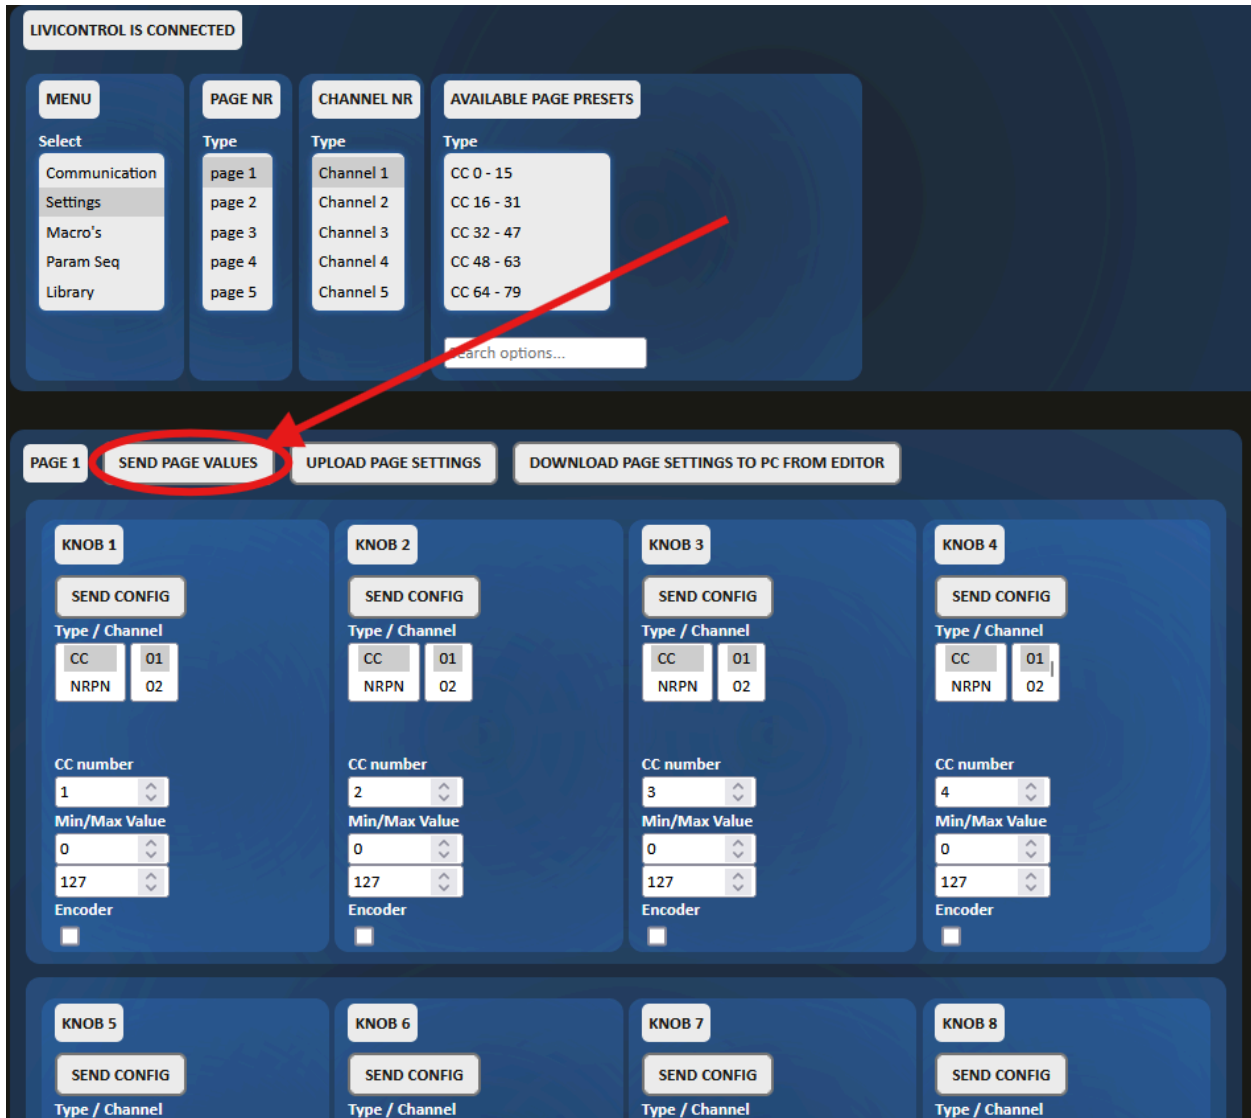 LIVICONTROL IS CONNECTED
MENU
Select
Communication
Settings
Macro's
Param Seq
Library
PAGE NR
Type
page 1
page 2
page 3
page 4
page 5
CHANNEL NR
Type
Channel 1
Channel 2
Channel 3
Channel 4
Channel 5
AVAILABLE PAGE PRESETS
Type
CC 0 - 15
CC 16 - 31
CC 32 - 47
CC 48 - 63
CC 64 - 79
Search options...
PAGE 1 SEND PAGE VALUES UPLOAD PAGE SETTINGS DOWNLOAD PAGE SETTINGS TO PC FROM EDITOR
KNOB 1
SEND CONFIG
Type / Channel
CC 01
NRPN 02
CC number
1
Min/Max Value
0
127
Encoder
KNOB 2
SEND CONFIG
Type / Channel
CC 01
NRPN 02
CC number
2
Min/Max Value
0
127
Encoder
KNOB 3
SEND CONFIG
Type / Channel
CC 01
NRPN 02
CC number
3
Min/Max Value
0
127
Encoder
KNOB 4
SEND CONFIG
Type / Channel
CC 01
NRPN 02
CC number
4
Min/Max Value
0
127
Encoder
KNOB 5
SEND CONFIG
Type / Channel
KNOB 6
SEND CONFIG
Type / Channel
KNOB 7
SEND CONFIG
Type / Channel
KNOB 8
SEND CONFIG
Type / Channel